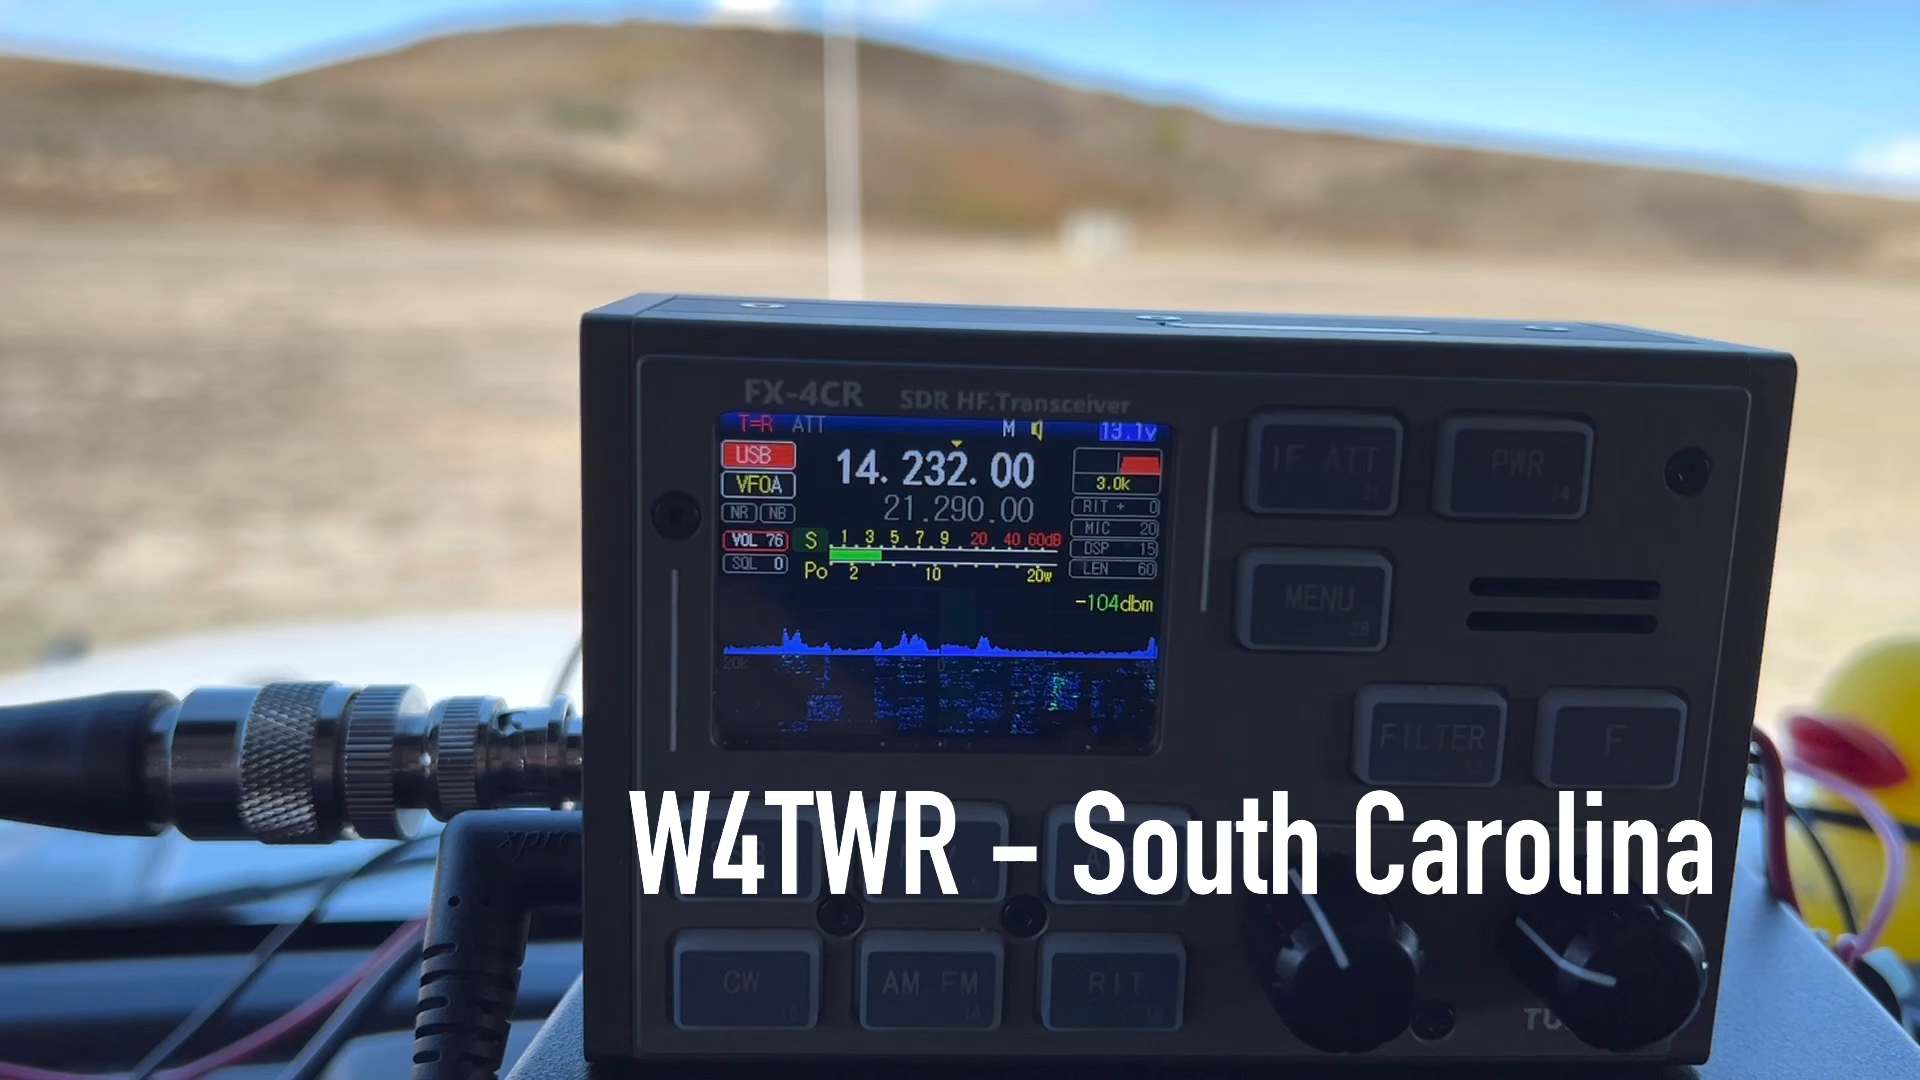 FX-4CR SDR HF.Transceiver
T=R ATT M 13.1v
USB 14. 232. 00
VFOA 21.290.00 3.0k
NR NB RIT + 0
VOL 76 S 1 3 5 7 9 20 40 60dB MIC 20
SQL 0 Po 2 10 20w DSP 15
LEN 60
-104dbm
20k 0
IF ATT PWR
MENU
FILTER F
xpr
W4TWR - South Carolina
CW AM FM RIT